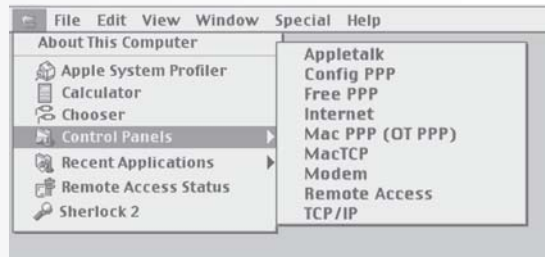 File Edit View Window Special Help
About This Computer
Apple System Profiler
Calculator
Chooser
Control Panels
Recent Applications
Remote Access Status
Sherlock 2
Appletalk
Config PPP
Free PPP
Internet
Mac PPP (OT PPP)
MacTCP
Modem
Remote Access
TCP/IP